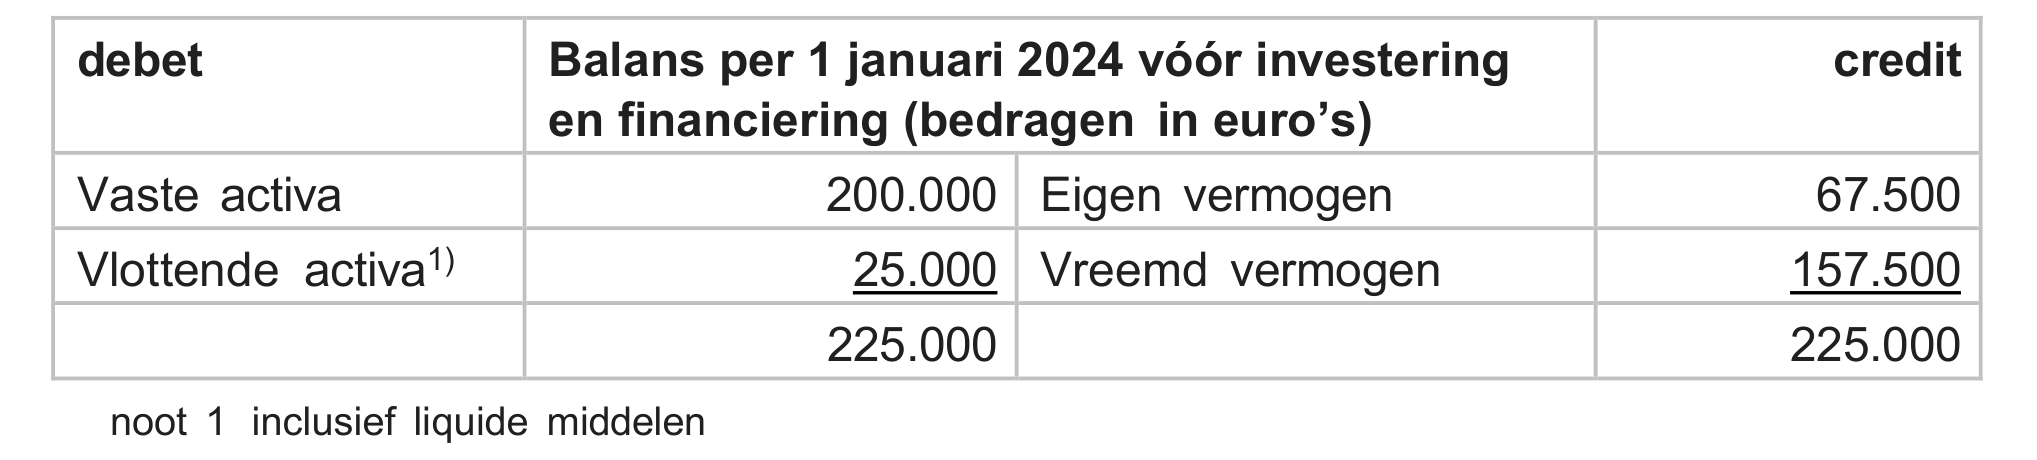 debet Balans per 1 januari 2024 vóór investering credit
en financiering (bedragen in euro’s)
Vaste activa 200.000 Eigen vermogen 67.500
Vlottende activa1) 25.000 Vreemd vermogen 157.500
225.000 225.000
noot 1 inclusief liquide middelen